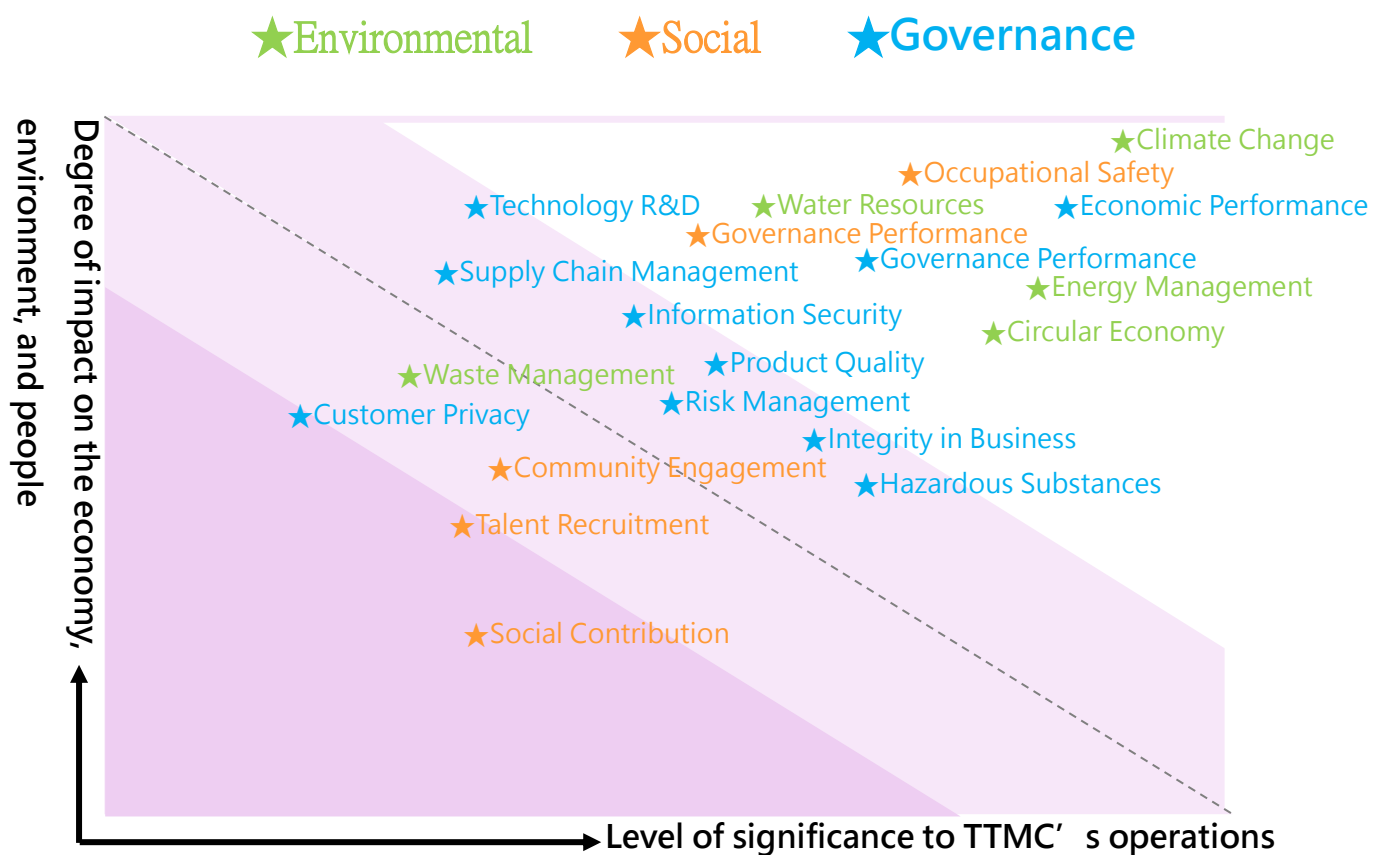 ★Environmental ★Social ★Governance
Degree of impact on the economy,
environment, and people
★Climate Change
★Occupational Safety
★Technology R&D
★Water Resources
★Economic Performance
★Governance Performance
★Governance Performance
★Supply Chain Management
★Energy Management
★Information Security
★Circular Economy
★Product Quality
★Waste Management
★Risk Management
★Customer Privacy
★Integrity in Business
★Community Engagement
★Hazardous Substances
★Talent Recruitment
★Social Contribution
Level of significance to TTMC’s operations